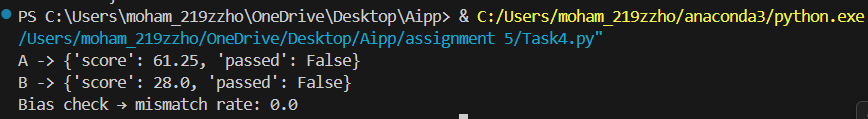 PS C:\Users\moham_219zzho\OneDrive\Desktop\Aipp> & C:/Users/moham_219zzho/anaconda3/python.exe
/Users/moham_219zzho/OneDrive/Desktop/Aipp/assignment 5/Task4.py"
A -> {'score': 61.25, 'passed': False}
B -> {'score': 28.0, 'passed': False}
Bias check → mismatch rate: 0.0